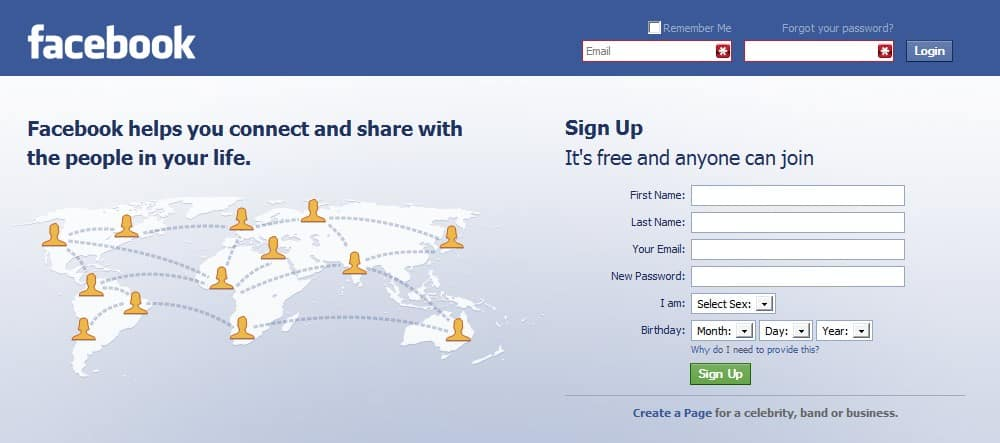 facebook
Remember Me
Forgot your password?
Email
Login
Facebook helps you connect and share with
the people in your life.
Sign Up
It's free and anyone can join
First Name:
Last Name:
Your Email:
New Password:
I am: Select Sex:
Birthday: Month: Day: Year:
Why do I need to provide this?
Sign Up
Create a Page for a celebrity, band or business.